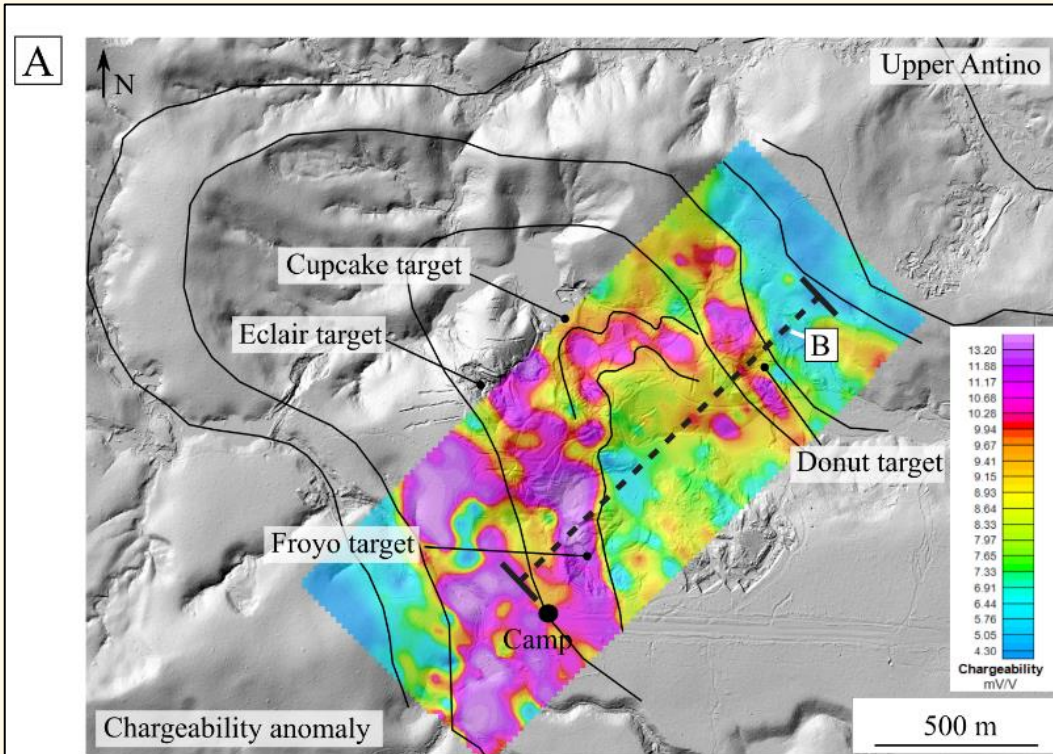 A
N
Upper Antino
Cupcake target
Eclair target
B
Donut target
Froyo target
Camp
13.20
11.88
11.17
10.68
10.28
9.94
9.67
9.41
9.15
8.93
8.64
8.33
7.97
7.65
7.33
6.91
6.44
5.76
5.05
4.30
Chargeability
mV/V
Chargeability anomaly
500 m